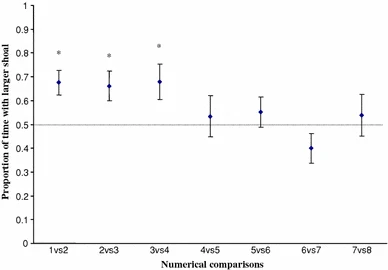 1
0.9
0.8
0.7
0.6
0.5
0.4
0.3
0.2
0.1
0
Proportion of time with larger shoal
* * *
1vs2 2vs3 3vs4 4vs5 5vs6 6vs7 7vs8
Numerical comparisons